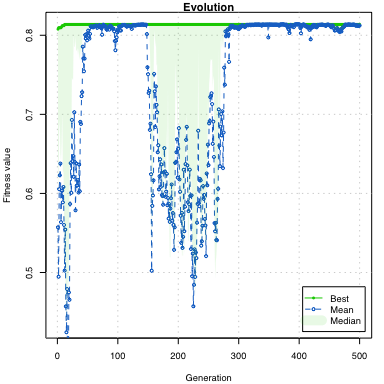 Evolution
Fitness value
0.8
0.7
0.6
0.5
0 100 200 300 400 500
Generation
Best
Mean
Median